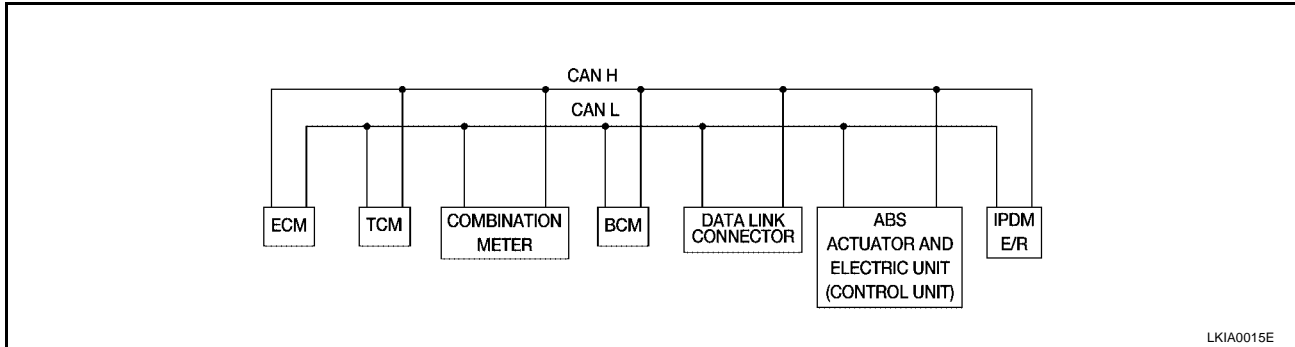 CAN H
CAN L
ECM
TCM
COMBINATION
METER
BCM
DATA LINK
CONNECTOR
ABS
ACTUATOR AND
ELECTRIC UNIT
(CONTROL UNIT)
IPDM
E/R
LKIA0015E